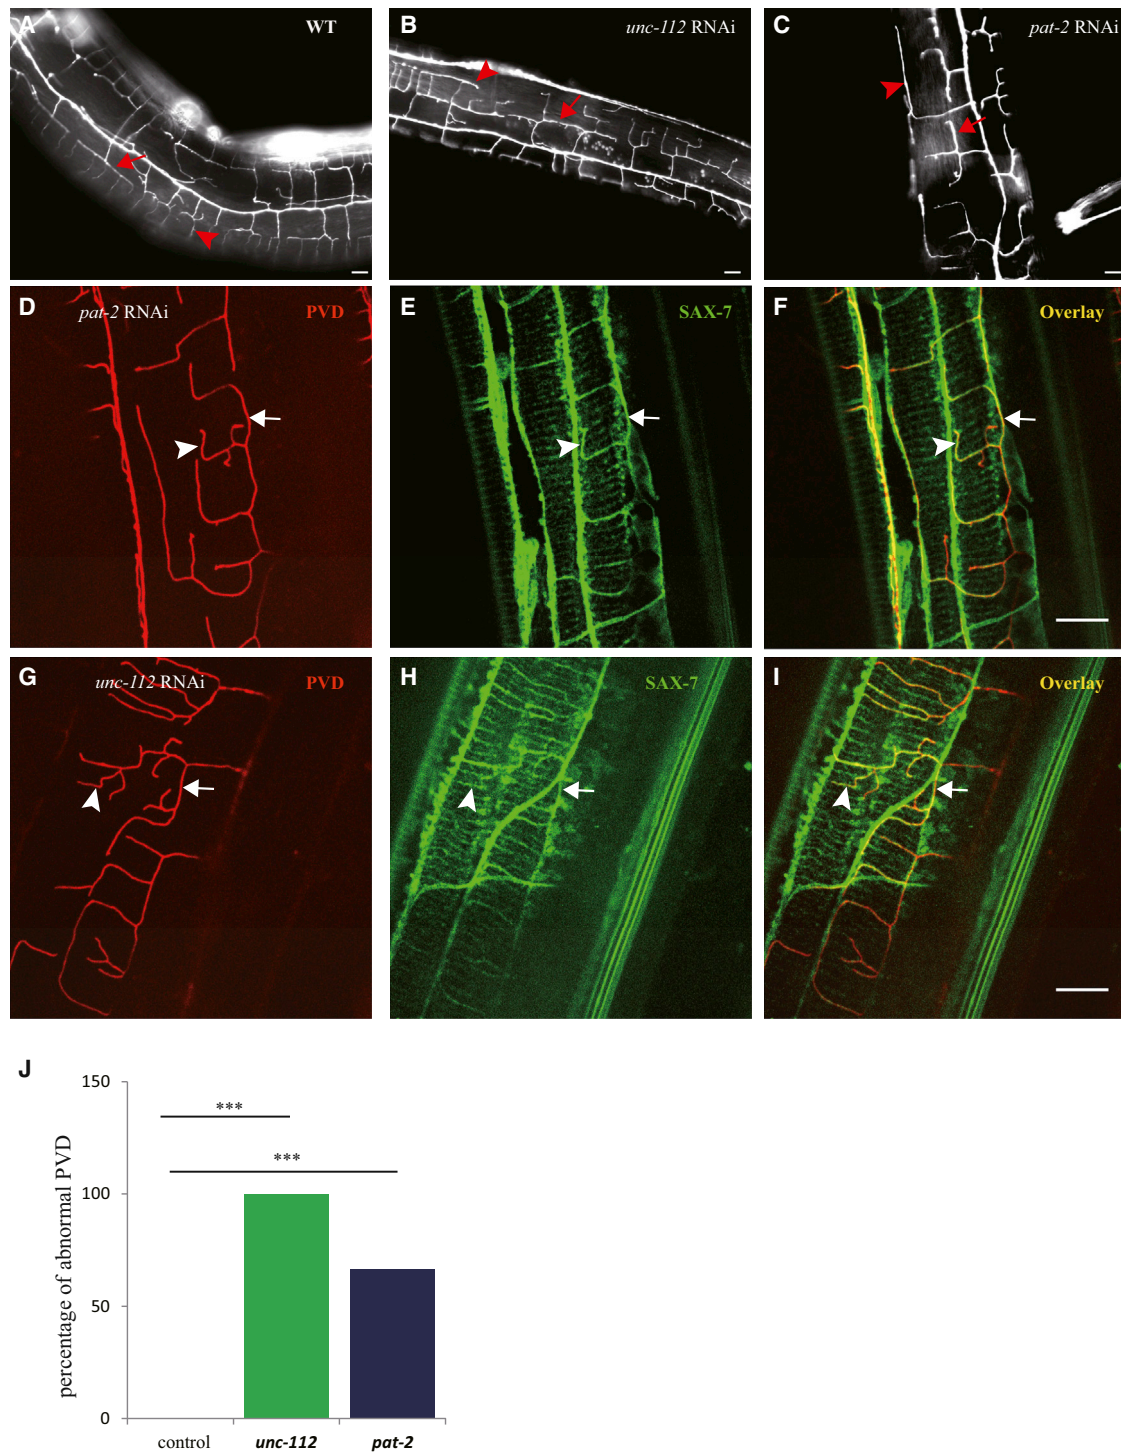 A WT
B unc-112 RNAi
C pat-2 RNAi
D pat-2 RNAi PVD
E SAX-7
F Overlay
G unc-112 RNAi PVD
H SAX-7
I Overlay
J
percentage of abnormal PVD
150
100
50
0
***
***
control unc-112 pat-2